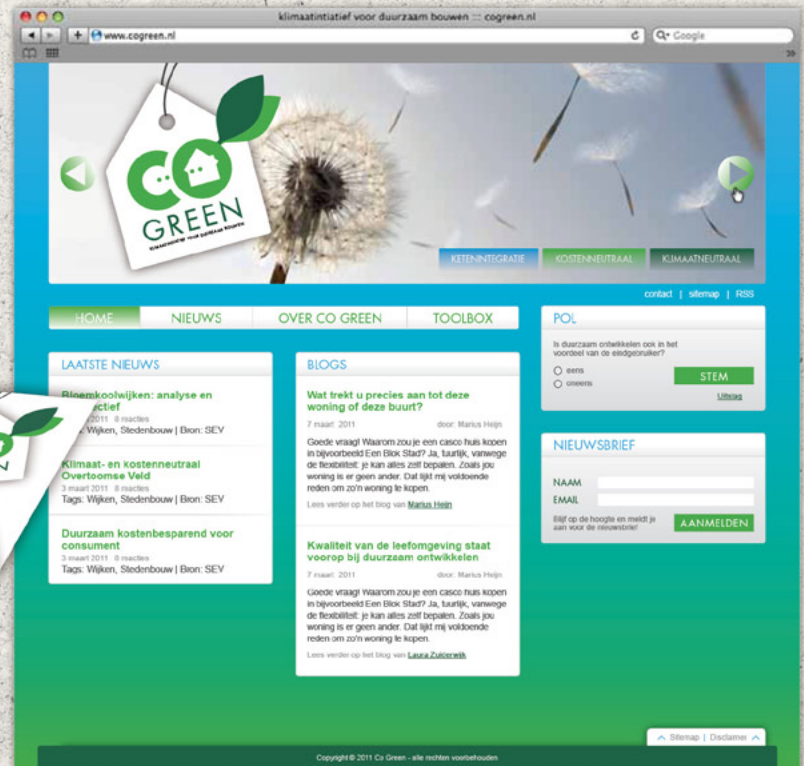 klimaatintiatief voor duurzaam bouwen ::: cogreen.nl
www.cogreen.nl
Google
CO
GREEN
KLIMAATINITIATIEF VOOR DUURZAAM BOUWEN
KETENINTEGRATIE KOSTENNEUTRAAL KLIMAATNEUTRAAL
contact | sitemap | RSS
HOME NIEUWS OVER CO GREEN TOOLBOX
LAATSTE NIEUWS
Bloemkoolwijken: analyse en
2011 8 reacties
Wijken, Stedenbouw | Bron: SEV
Klimaat- en kostenneutraal
Overtoomse Veld
3 maart 2011 8 reacties
Tags: Wijken, Stedenbouw | Bron: SEV
Duurzaam kostenbesparend voor
consument
3 maart 2011 8 reacties
Tags: Wijken, Stedenbouw | Bron: SEV
BLOGS
Wat trekt u precies aan tot deze
woning of deze buurt?
7 maart 2011 door: Marius Heijn
Goede vraag! Waarom zou je een casco huis kopen
in bijvoorbeeld Een Blok Stad? Ja, tuurlijk, vanwege
de flexibiliteit: je kan alles zelf bepalen. Zoals jou
woning is er geen ander. Dat lijkt mij voldoende
reden om zo'n woning te kopen.
Lees verder op het blog van Marius Heijn
Kwaliteit van de leefomgeving staat
voorop bij duurzaam ontwikkelen
7 maart 2011 door: Marius Heijn
Goede vraag! Waarom zou je een casco huis kopen
in bijvoorbeeld Een Blok Stad? Ja, tuurlijk, vanwege
de flexibiliteit: je kan alles zelf bepalen. Zoals jou
woning is er geen ander. Dat lijkt mij voldoende
reden om zo'n woning te kopen.
Lees verder op het blog van Laura Zuiderwijk
POL
Is duurzaam ontwikkelen ook in het
voordeel van de eindgebruiker?
eens
oneens
STEM
Uitslag
NIEUWSBRIEF
NAAM
EMAIL
Blijf op de hoogte en meldt je
aan voor de nieuwsbrief
AANMELDEN
Sitemap | Disclaimer
Copyright © 2011 Co Green - alle rechten voorbehouden